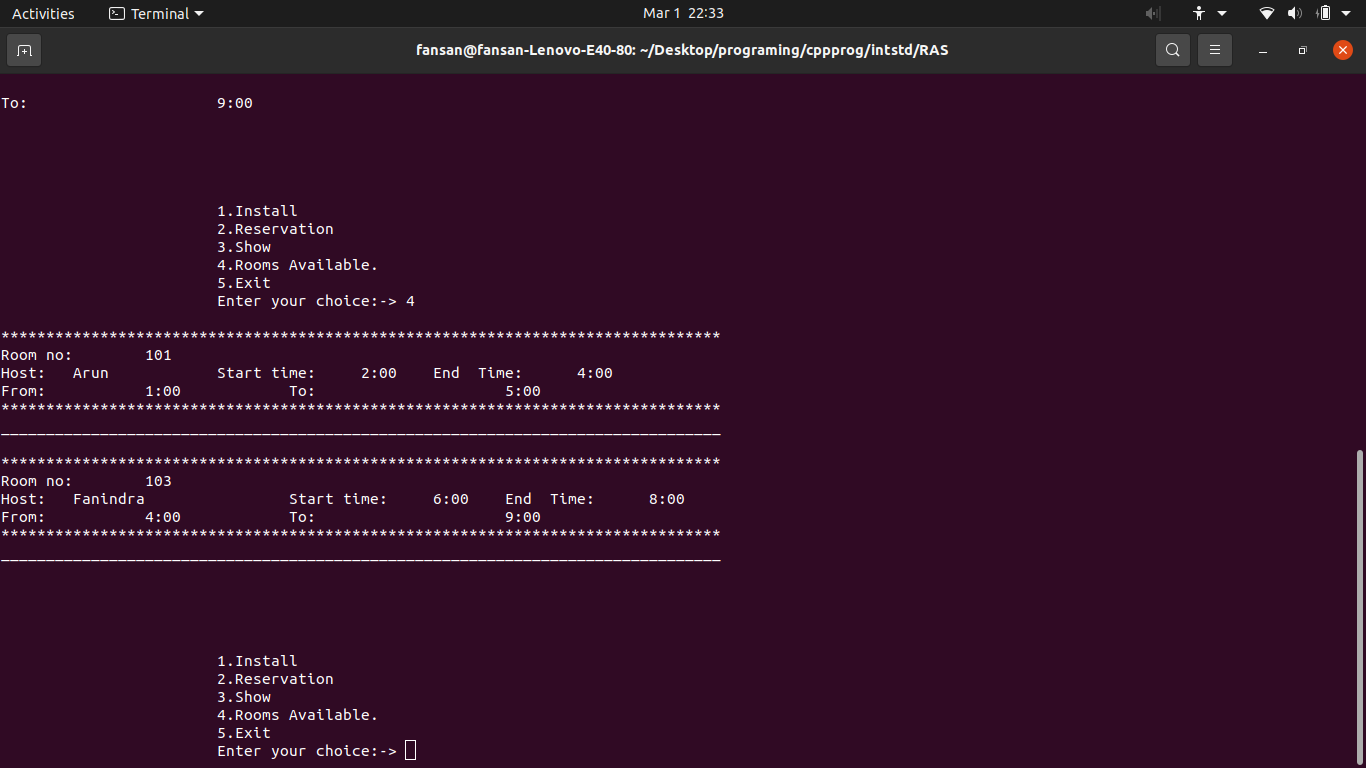 Activities Terminal Mar 1 22:33
fansan@fansan-Lenovo-E40-80: ~/Desktop/programing/cppprog/intstd/RAS
To: 9:00
1.Install
2.Reservation
3.Show
4.Rooms Available.
5.Exit
Enter your choice:-> 4
********************************************************************************
Room no: 101
Host: Arun Start time: 2:00 End Time: 4:00
From: 1:00 To: 5:00
********************************************************************************
________________________________________________________________________________
********************************************************************************
Room no: 103
Host: Fanindra Start time: 6:00 End Time: 8:00
From: 4:00 To: 9:00
********************************************************************************
________________________________________________________________________________
1.Install
2.Reservation
3.Show
4.Rooms Available.
5.Exit
Enter your choice:->